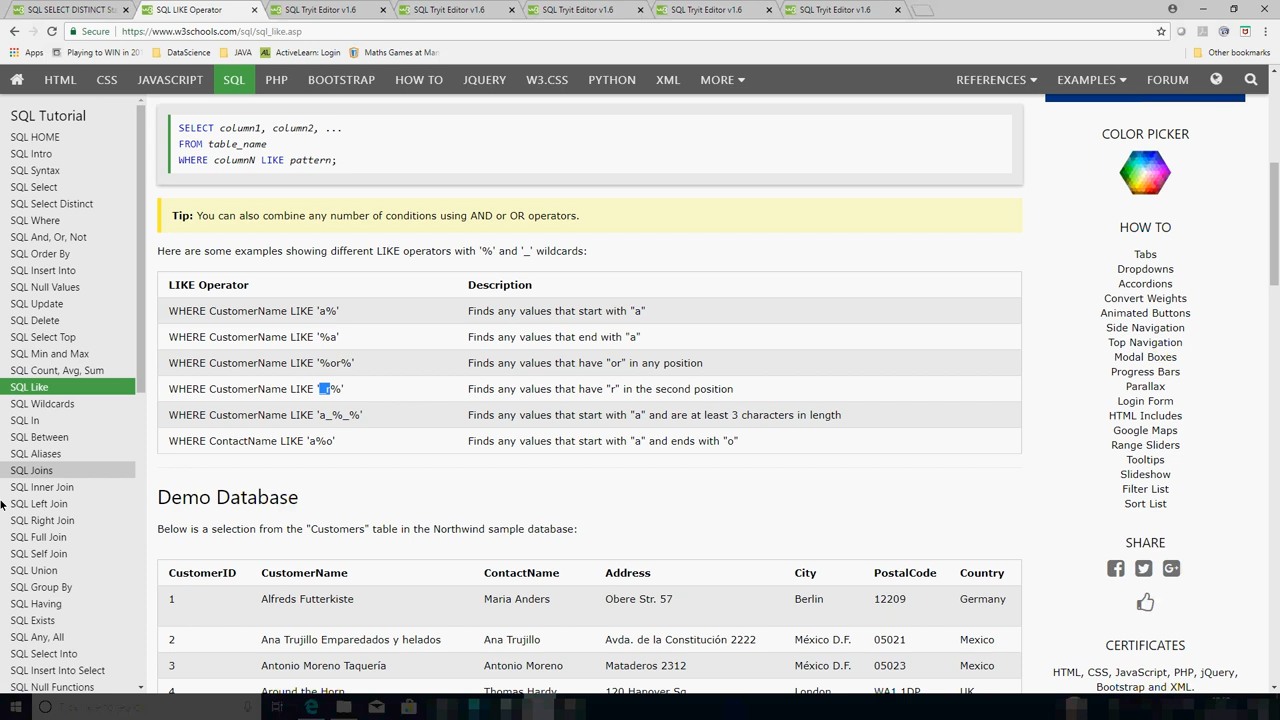 SQL SELECT DISTINCT St
SQL LIKE Operator
SQL Tryit Editor v1.6
SQL Tryit Editor v1.6
SQL Tryit Editor v1.6
SQL Tryit Editor v1.6
SQL Tryit Editor v1.6
Secure
https://www.w3schools.com/sql/sql_like.asp
Apps
Playing to WIN in 20
DataScience
JAVA
ActiveLearn: Login
Maths Games at Mar
Other bookmarks
HTML CSS JAVASCRIPT SQL PHP BOOTSTRAP HOW TO JQUERY W3.CSS PYTHON XML MORE REFERENCES EXAMPLES FORUM
SQL Tutorial
SQL HOME
SQL Intro
SQL Syntax
SQL Select
SQL Select Distinct
SQL Where
SQL And, Or, Not
SQL Order By
SQL Insert Into
SQL Null Values
SQL Update
SQL Delete
SQL Select Top
SQL Min and Max
SQL Count, Avg, Sum
SQL Like
SQL Wildcards
SQL In
SQL Between
SQL Aliases
SQL Joins
SQL Inner Join
SQL Left Join
SQL Right Join
SQL Full Join
SQL Self Join
SQL Union
SQL Group By
SQL Having
SQL Exists
SQL Any, All
SQL Select Into
SQL Insert Into Select
SQL Null Functions
SELECT column1, column2, ...
FROM table_name
WHERE columnN LIKE pattern;
Tip: You can also combine any number of conditions using AND or OR operators.
Here are some examples showing different LIKE operators with '%' and '_' wildcards:
LIKE Operator Description
WHERE CustomerName LIKE 'a%' Finds any values that start with "a"
WHERE CustomerName LIKE '%a' Finds any values that end with "a"
WHERE CustomerName LIKE '%or%' Finds any values that have "or" in any position
WHERE CustomerName LIKE '_r%' Finds any values that have "r" in the second position
WHERE CustomerName LIKE 'a_%_%' Finds any values that start with "a" and are at least 3 characters in length
WHERE ContactName LIKE 'a%o' Finds any values that start with "a" and ends with "o"
Demo Database
Below is a selection from the "Customers" table in the Northwind sample database:
CustomerID CustomerName ContactName Address City PostalCode Country
1 Alfreds Futterkiste Maria Anders Obere Str. 57 Berlin 12209 Germany
2 Ana Trujillo Emparedados y helados Ana Trujillo Avda. de la Constitución 2222 México D.F. 05021 Mexico
3 Antonio Moreno Taquería Antonio Moreno Mataderos 2312 México D.F. 05023 Mexico
4 Around the Horn Thomas Hardy 120 Hanover Sq. London WA1 1DP UK
COLOR PICKER
HOW TO
Tabs
Dropdowns
Accordions
Convert Weights
Animated Buttons
Side Navigation
Top Navigation
Modal Boxes
Progress Bars
Parallax
Login Form
HTML Includes
Google Maps
Range Sliders
Tooltips
Slideshow
Filter List
Sort List
SHARE
CERTIFICATES
HTML, CSS, JavaScript, PHP, jQuery,
Bootstrap and XML.